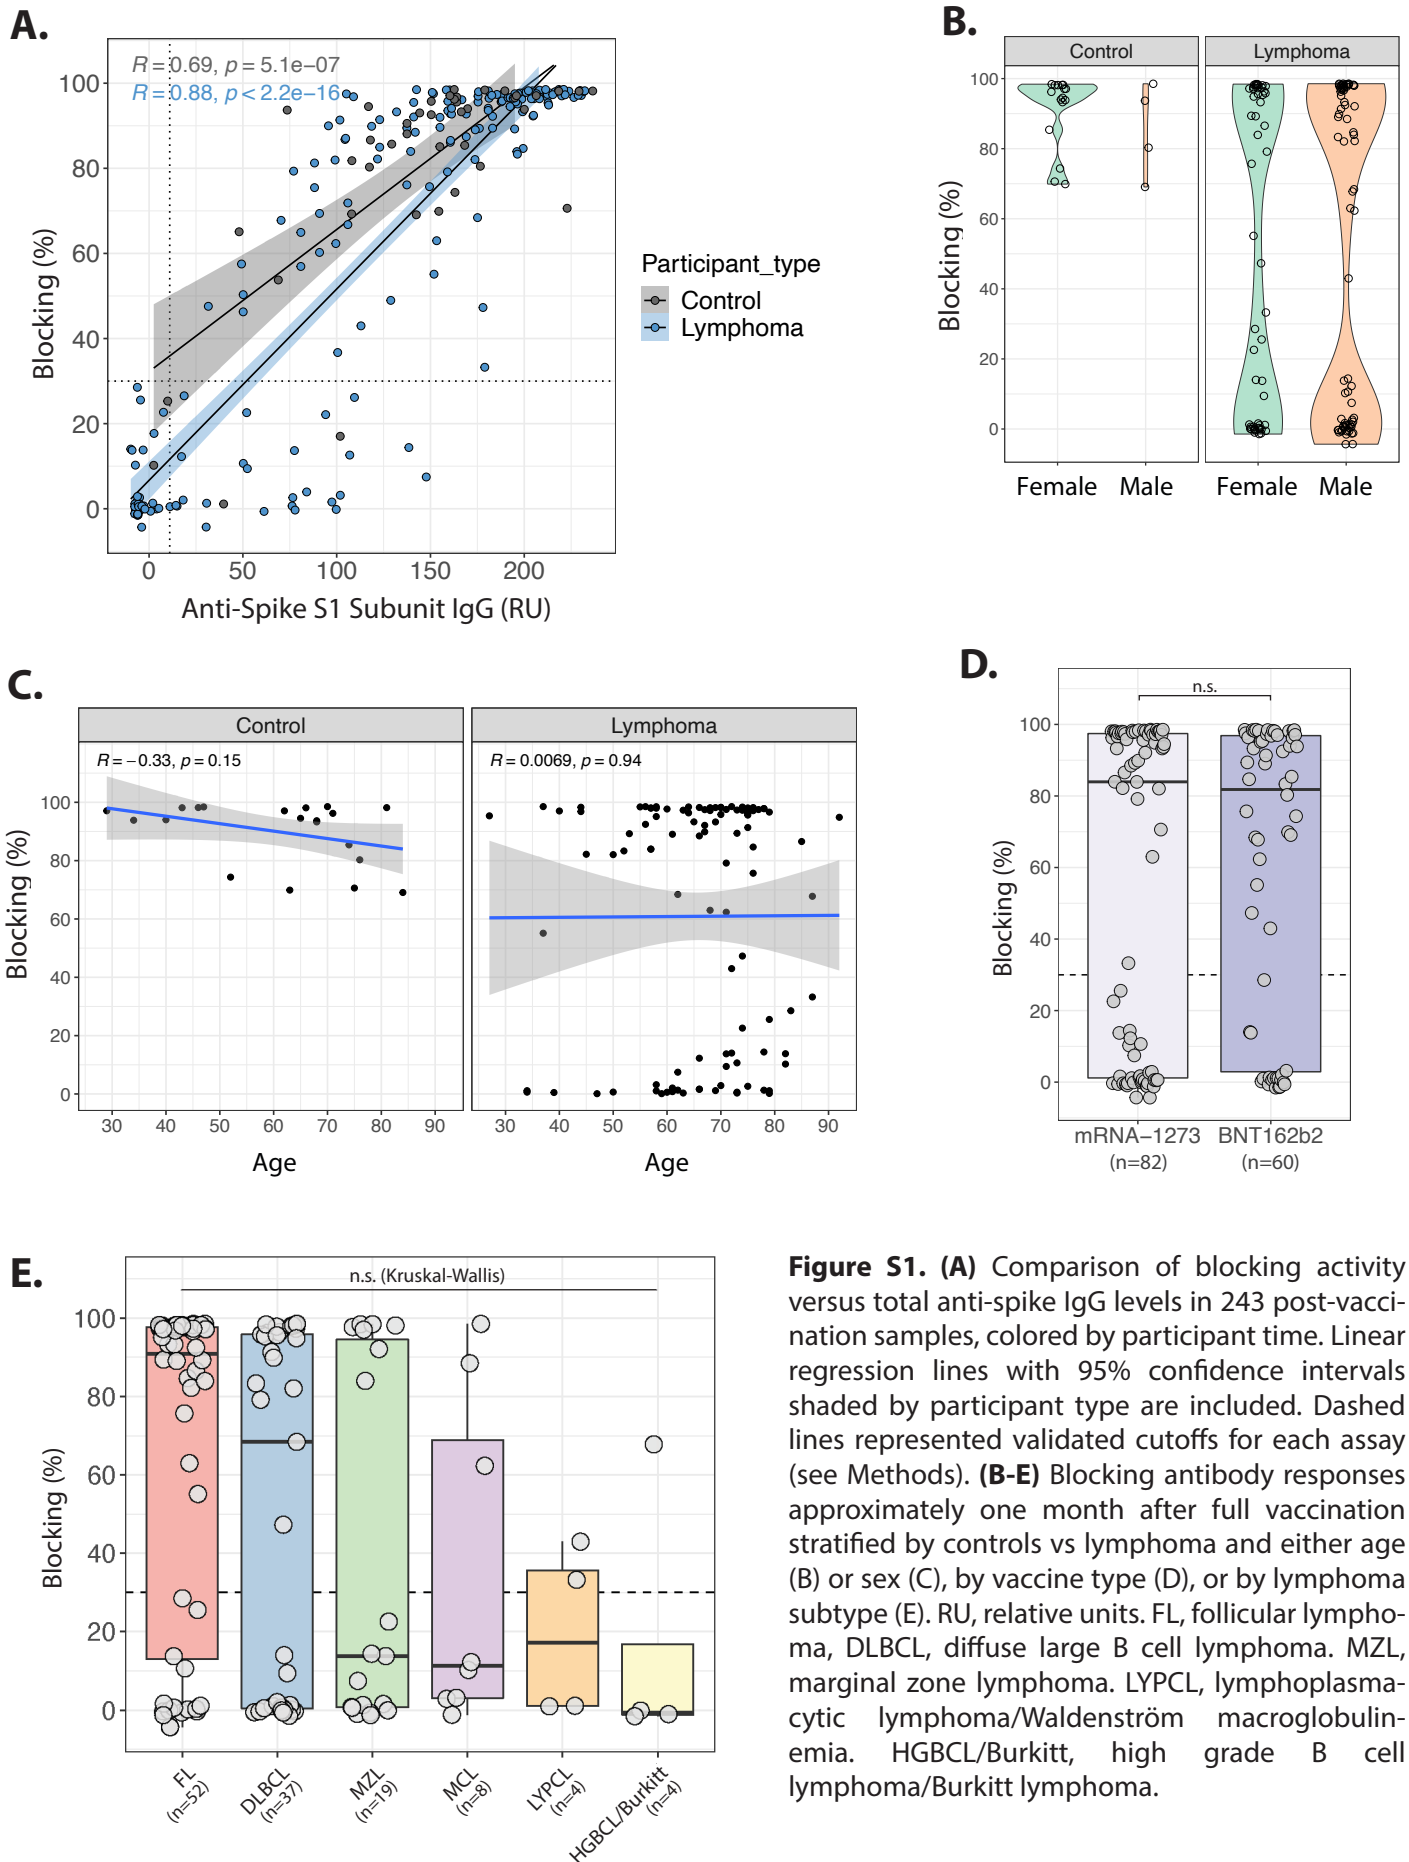 A.
R = 0.69, p = 5.1e−07
R = 0.88, p < 2.2e−16
100
80
60
40
20
0
Blocking (%)
0 50 100 150 200
Anti-Spike S1 Subunit IgG (RU)
Participant_type
Control
Lymphoma
B.
Control Lymphoma
100
80
60
40
20
0
Blocking (%)
Female Male Female Male
C.
Control Lymphoma
R = −0.33, p = 0.15 R = 0.0069, p = 0.94
100
80
60
40
20
0
Blocking (%)
30 40 50 60 70 80 90 30 40 50 60 70 80 90
Age Age
D.
n.s.
100
80
60
40
20
0
Blocking (%)
mRNA−1273 BNT162b2
(n=82) (n=60)
E.
n.s. (Kruskal-Wallis)
100
80
60
40
20
0
Blocking (%)
FL
(n=52)
DLBCL
(n=37)
MZL
(n=19)
MCL
(n=8)
LYPCL
(n=4)
HGBCL/Burkitt
(n=4)
Figure S1. (A) Comparison of blocking activity
versus total anti-spike IgG levels in 243 post-vacci-
nation samples, colored by participant time. Linear
regression lines with 95% confidence intervals
shaded by participant type are included. Dashed
lines represented validated cutoffs for each assay
(see Methods). (B-E) Blocking antibody responses
approximately one month after full vaccination
stratified by controls vs lymphoma and either age
(B) or sex (C), by vaccine type (D), or by lymphoma
subtype (E). RU, relative units. FL, follicular lympho-
ma, DLBCL, diffuse large B cell lymphoma. MZL,
marginal zone lymphoma. LYPCL, lymphoplasma-
cytic lymphoma/Waldenström macroglobulin-
emia. HGBCL/Burkitt, high grade B cell
lymphoma/Burkitt lymphoma.